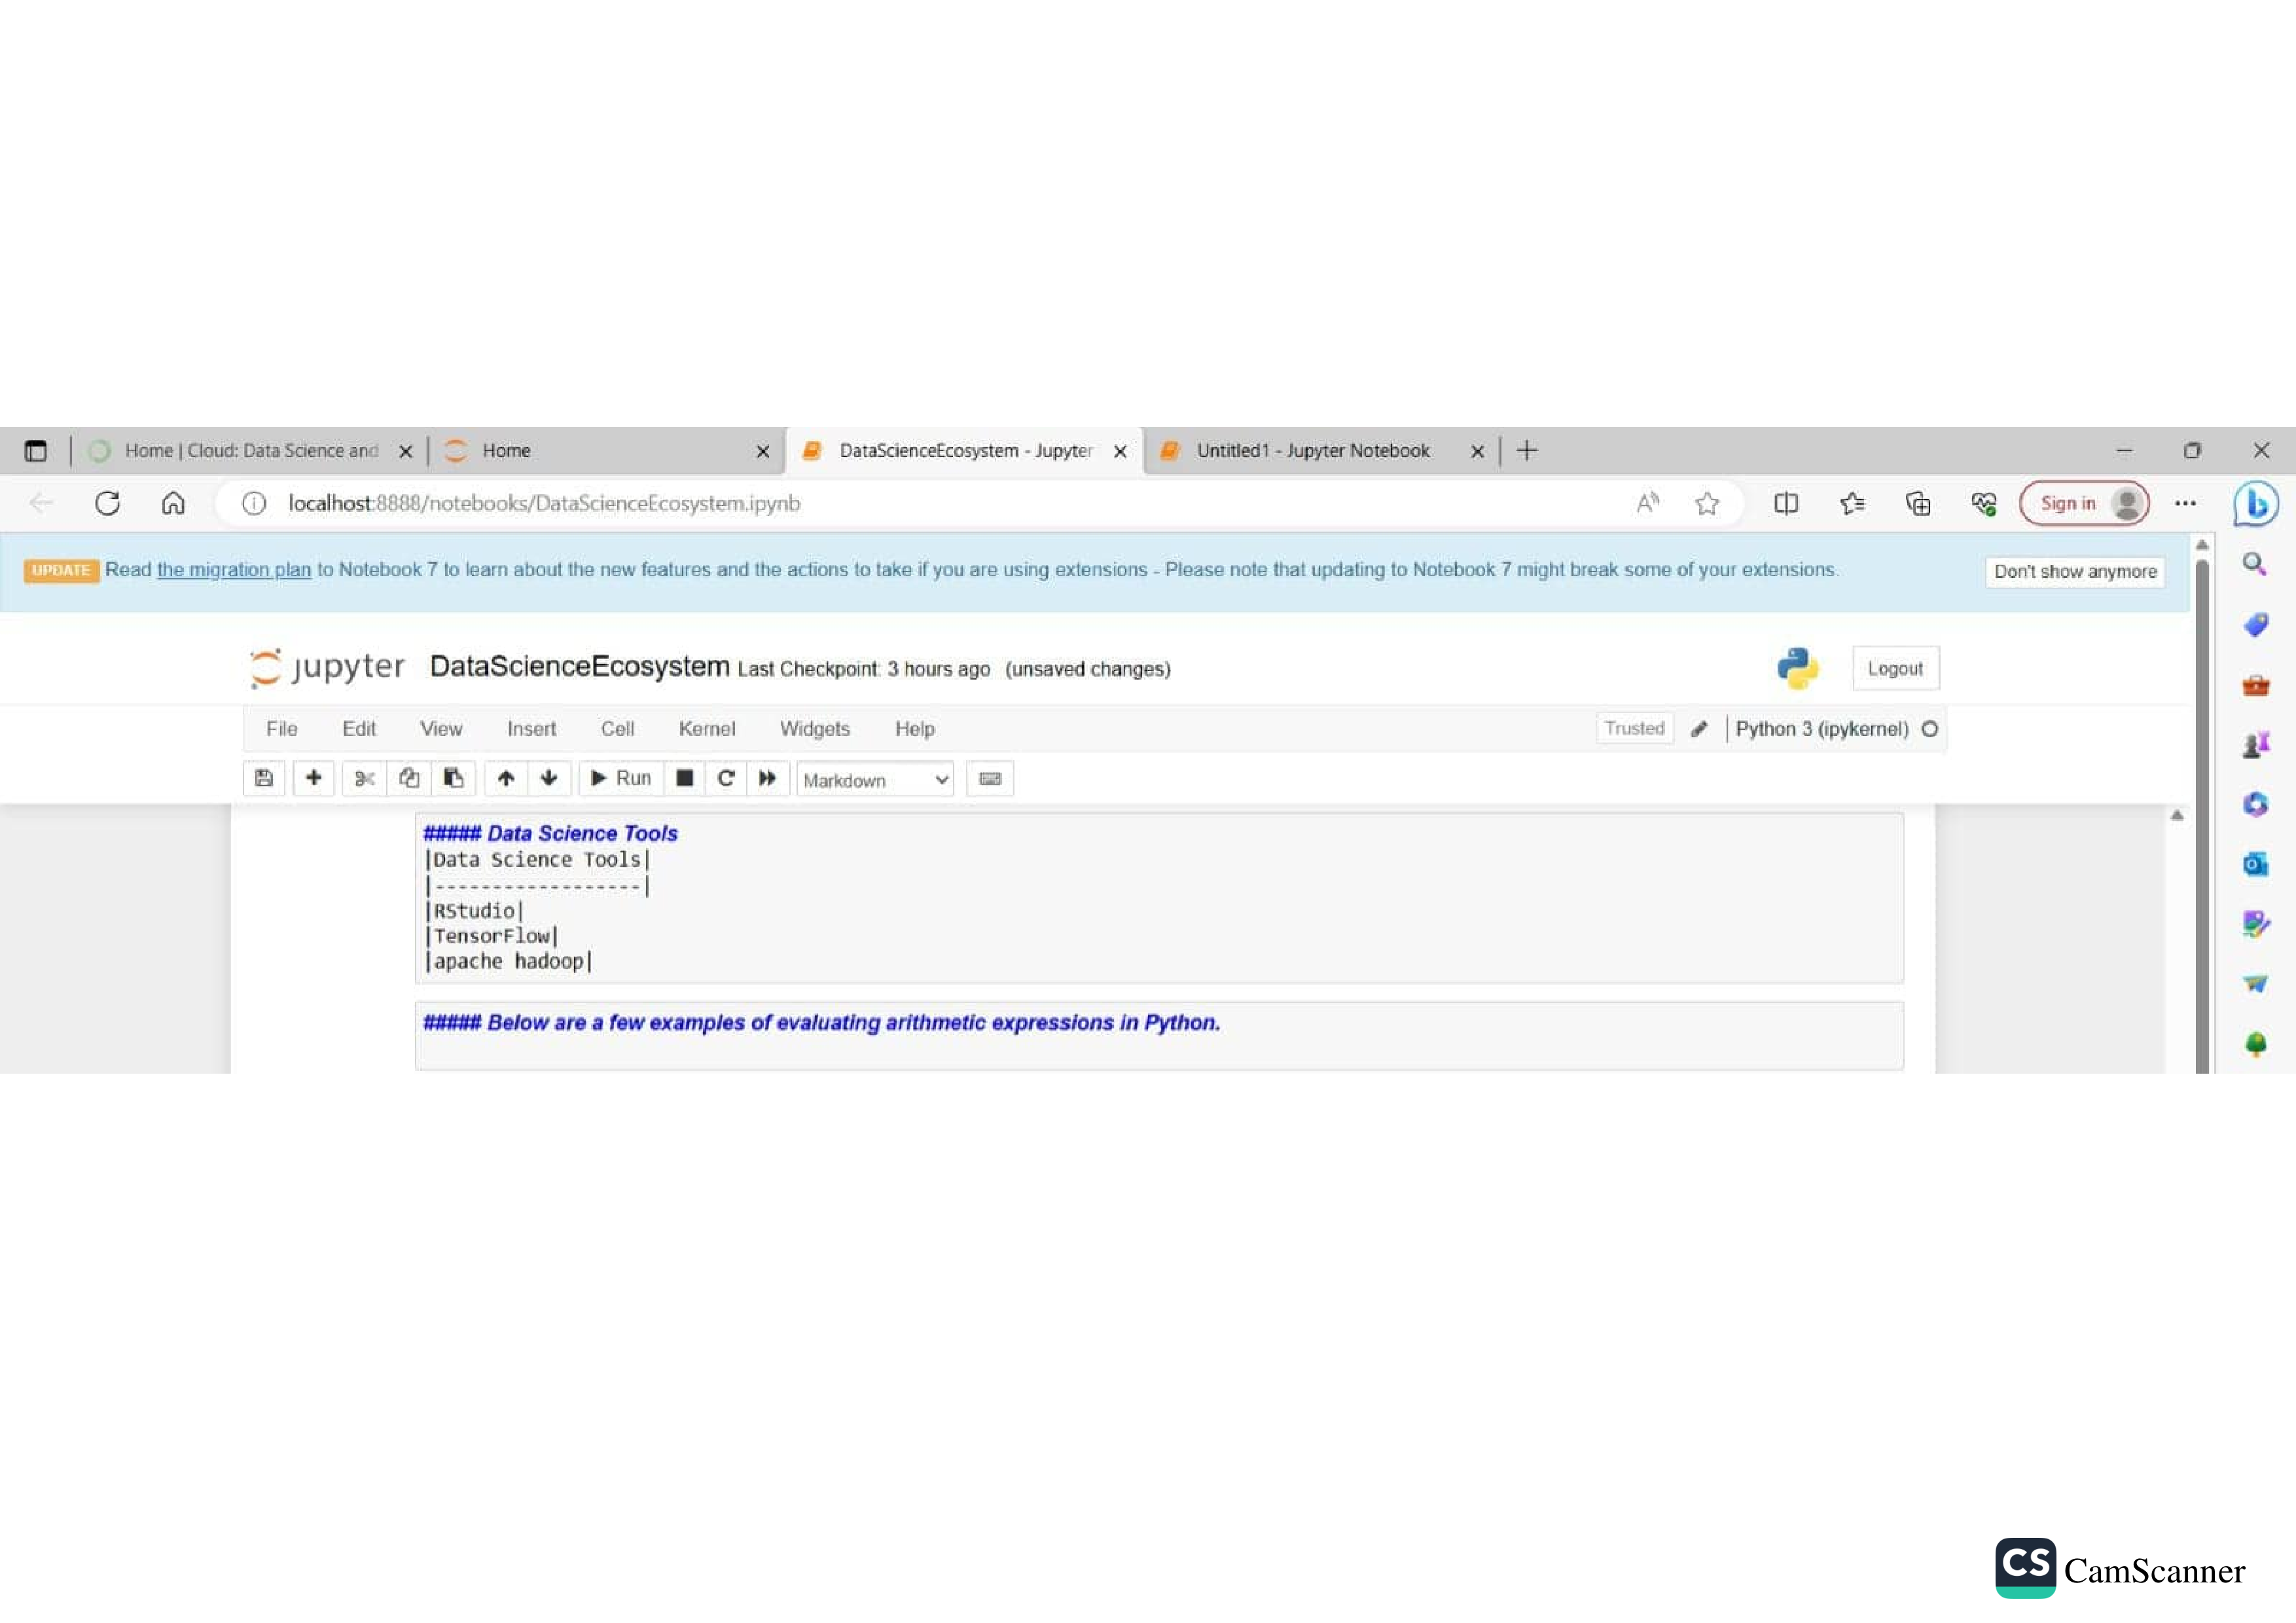 Home | Cloud: Data Science and
Home
DataScienceEcosystem - Jupyter
Untitled1 - Jupyter Notebook
localhost:8888/notebooks/DataScienceEcosystem.ipynb
Sign in
UPDATE Read the migration plan to Notebook 7 to learn about the new features and the actions to take if you are using extensions - Please note that updating to Notebook 7 might break some of your extensions.
Don't show anymore
jupyter DataScienceEcosystem Last Checkpoint: 3 hours ago (unsaved changes)
Logout
File Edit View Insert Cell Kernel Widgets Help
Trusted
Python 3 (ipykernel)
Run
Markdown
##### Data Science Tools
|Data Science Tools|
|------------------|
|RStudio|
|TensorFlow|
|apache hadoop|
##### Below are a few examples of evaluating arithmetic expressions in Python.
CS CamScanner